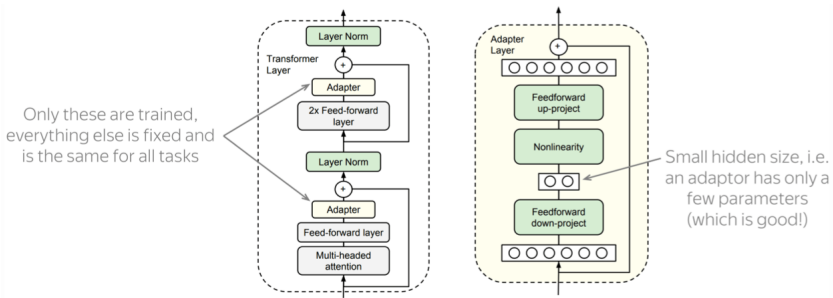 Only these are trained,
everything else is fixed and
is the same for all tasks
Layer Norm
+
Transformer
Layer
Adapter
2x Feed-forward
layer
Layer Norm
+
Adapter
Feed-forward layer
Multi-headed
attention
Adapter
Layer
+
Feedforward
up-project
Nonlinearity
Feedforward
down-project
Small hidden size, i.e.
an adaptor has only a
few parameters
(which is good!)